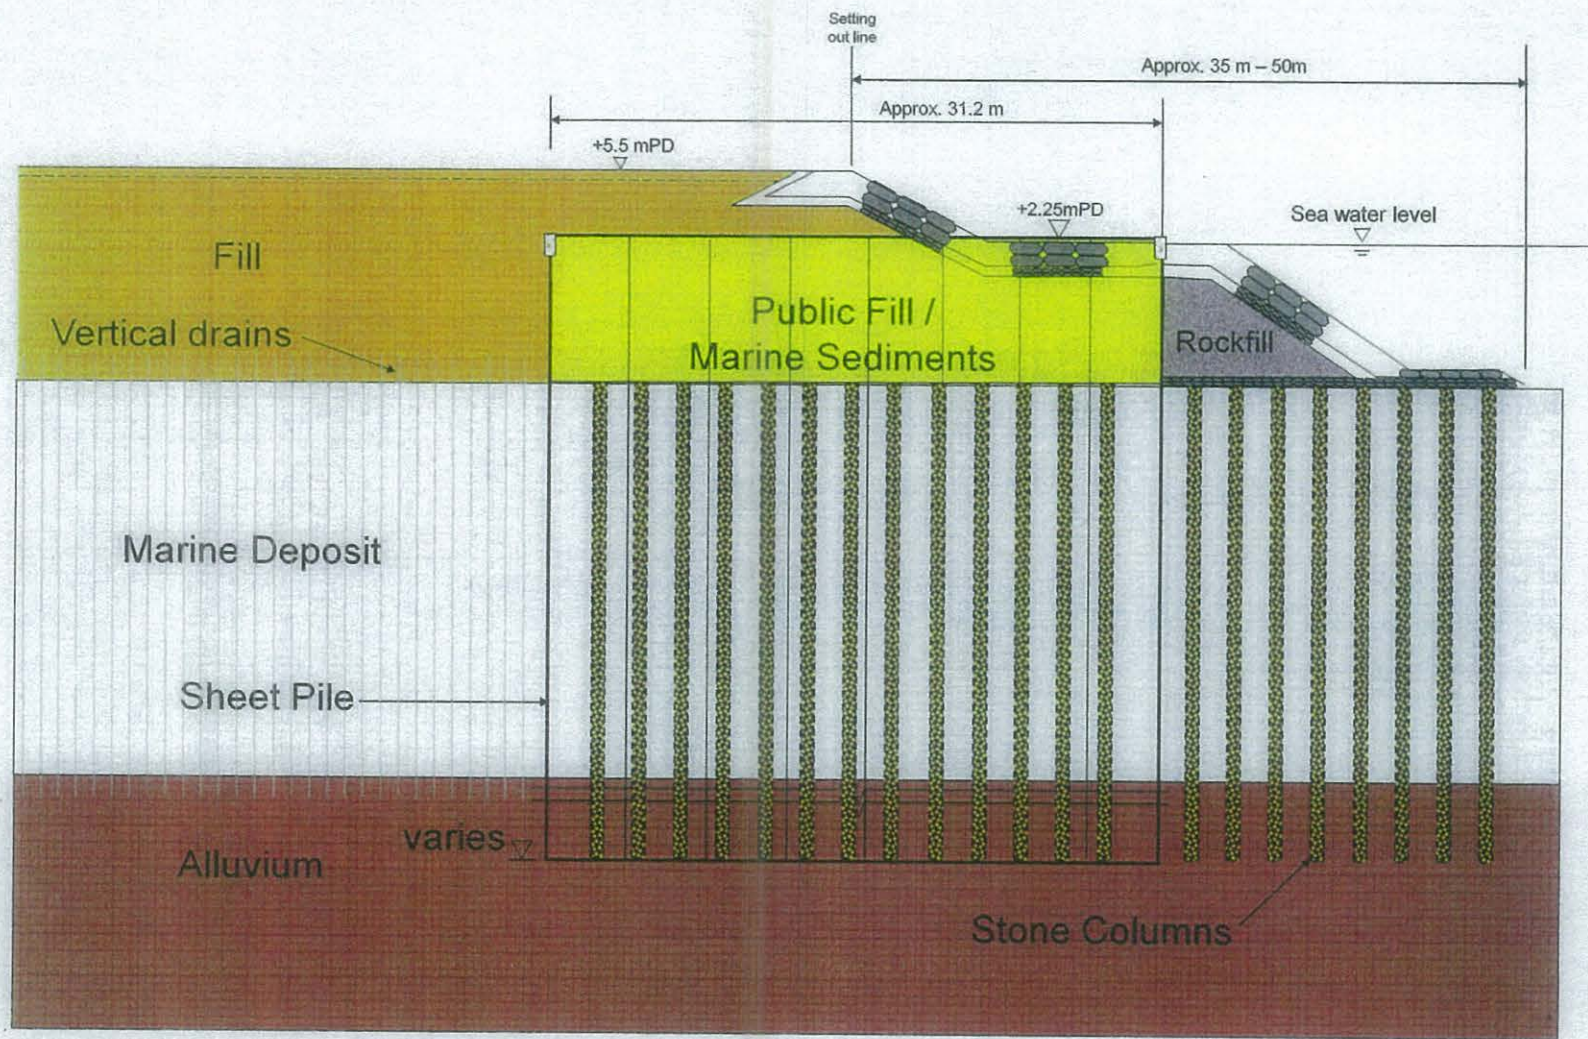 Setting
out line
Approx. 35 m – 50m
Approx. 31.2 m
+5.5 mPD
+2.25mPD
Sea water level
Fill
Public Fill /
Marine Sediments
Vertical drains
Rockfill
Marine Deposit
Sheet Pile
varies
Alluvium
Stone Columns